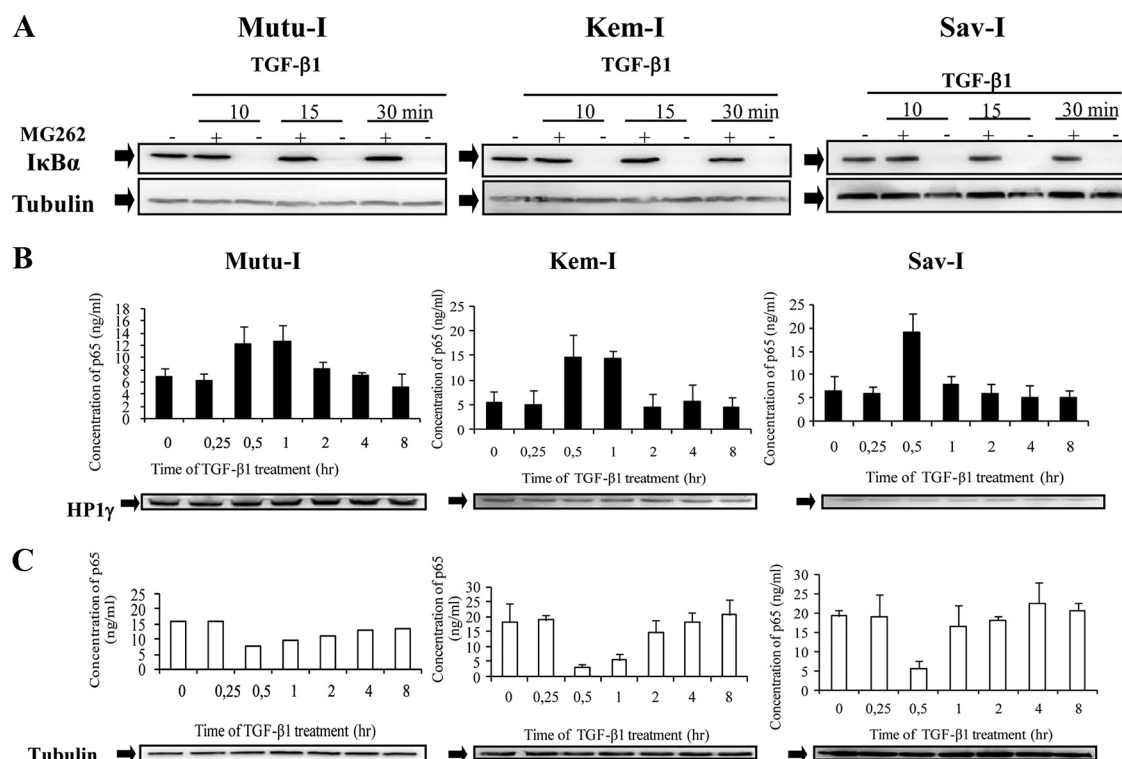 A
Mutu-I Kem-I Sav-I
TGF-β1 TGF-β1 TGF-β1
10 15 30 min 10 15 30 min 10 15 30 min
MG262 - + - + - + - - + - + - + - - + - + - + -
IκBα
Tubulin
B
Mutu-I Kem-I Sav-I
Concentration of p65 (ng/ml)
18
16
14
12
10
8
6
4
2
0
0 0,25 0,5 1 2 4 8
Time of TGF-β1 treatment (hr)
Concentration of p65 (ng/ml)
25
20
15
10
5
0
0 0,25 0,5 1 2 4 8
Time of TGF-β1 treatment (hr)
Concentration of p65 (ng/ml)
25
20
15
10
5
0
0 0,25 0,5 1 2 4 8
Time of TGF-β1 treatment (hr)
HP1γ
C
Concentration of p65
(ng/ml)
25
20
15
10
5
0
0 0,25 0,5 1 2 4 8
Time of TGF-β1 treatment (hr)
Concentration of p65
(ng/ml)
30
25
20
15
10
5
0
0 0,25 0,5 1 2 4 8
Time of TGF-β1 treatment (hr)
Concentration of p65 (ng/ml)
30
25
20
15
10
5
0
0 0,25 0,5 1 2 4 8
Time of TGF-β1 treatment (hr)
Tubulin